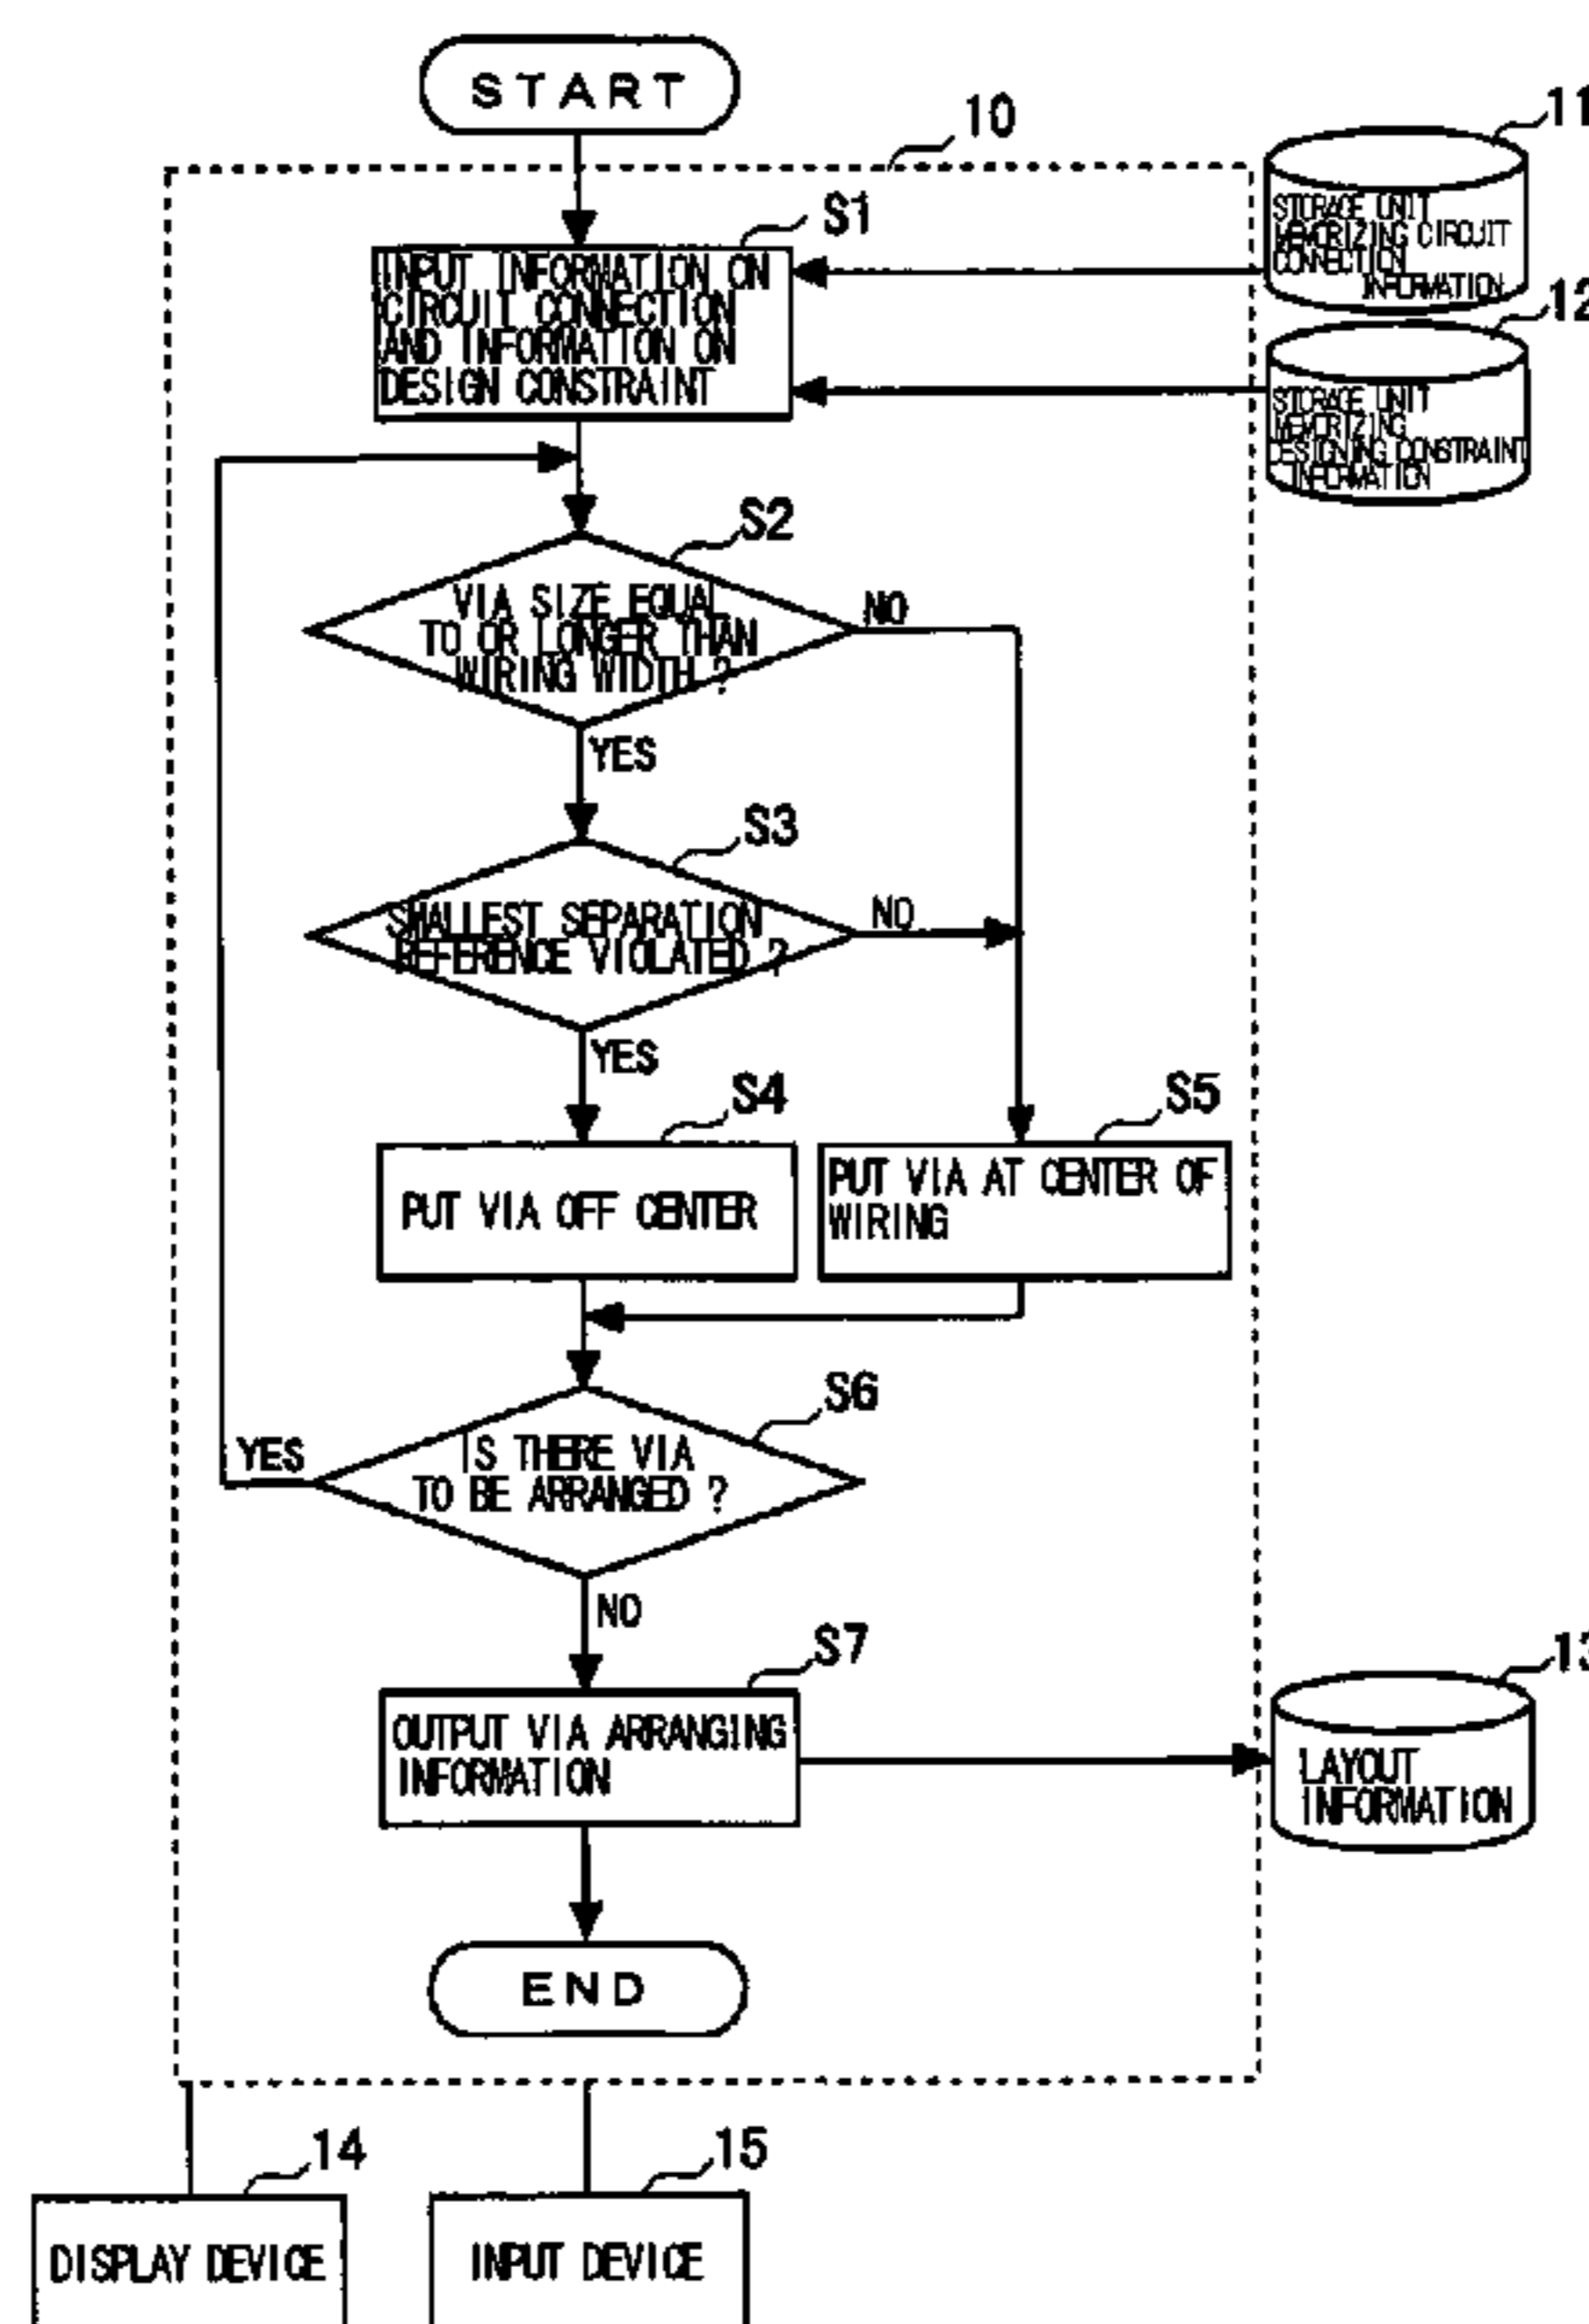 START
10
11
S1
INPUT INFORMATION ON
CIRCUIT CONNECTION
AND INFORMATION ON
DESIGN CONSTRAINT
STORAGE UNIT
MEMORIZING CIRCUIT
CONNECTION
INFORMATION
12
STORAGE UNIT
MEMORIZING
DESIGNING CONSTRAINT
INFORMATION
S2
VIA SIZE EQUAL
TO OR LONGER THAN
WIRING WIDTH ?
NO
YES
S3
SMALLEST SEPARATION
REFERENCE VIOLATED ?
NO
YES
S4
PUT VIA OFF CENTER
S5
PUT VIA AT CENTER OF
WIRING
S6
IS THERE VIA
TO BE ARRANGED ?
YES
NO
S7
OUTPUT VIA ARRANGING
INFORMATION
13
LAYOUT
INFORMATION
END
14
DISPLAY DEVICE
15
INPUT DEVICE